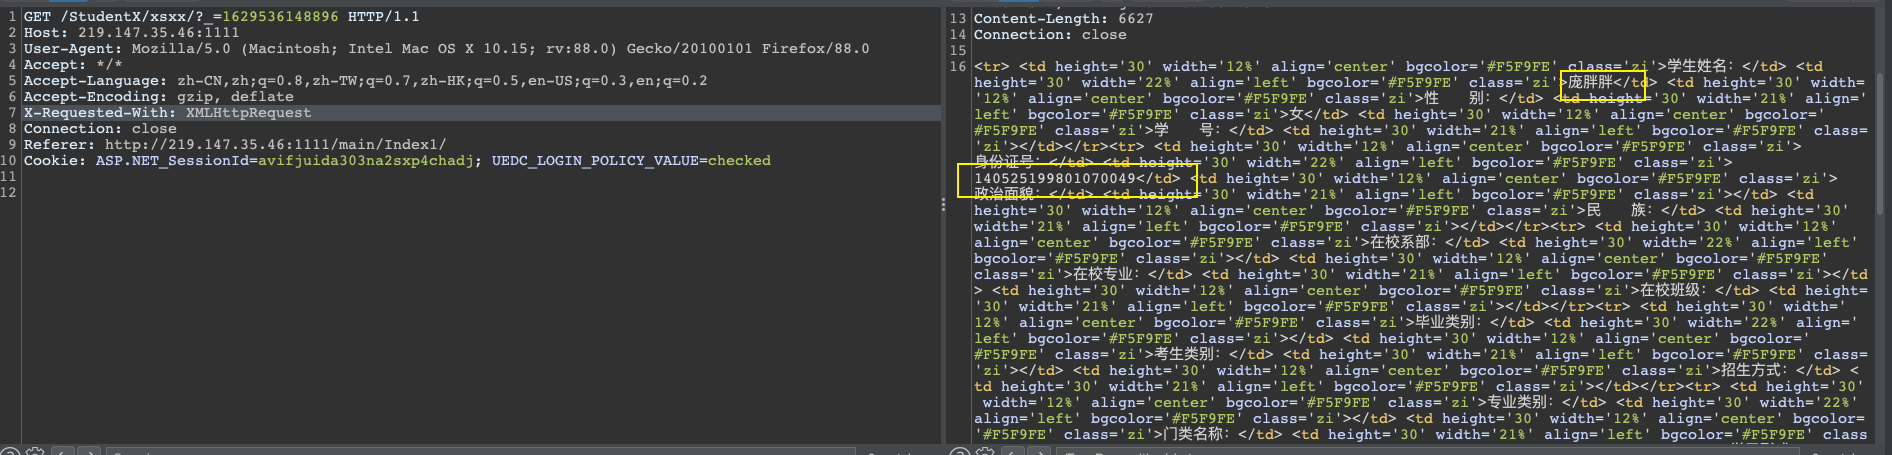 1 GET /StudentX/xsxx/?_=1629536148896 HTTP/1.1
2 Host: 219.147.35.46:1111
3 User-Agent: Mozilla/5.0 (Macintosh; Intel Mac OS X 10.15; rv:88.0) Gecko/20100101 Firefox/88.0
4 Accept: */*
5 Accept-Language: zh-CN,zh;q=0.8,zh-TW;q=0.7,zh-HK;q=0.5,en-US;q=0.3,en;q=0.2
6 Accept-Encoding: gzip, deflate
7 X-Requested-With: XMLHttpRequest
8 Connection: close
9 Referer: http://219.147.35.46:1111/main/Index1/
10 Cookie: ASP.NET_SessionId=avifjuida303na2sxp4chadj; UEDC_LOGIN_POLICY_VALUE=checked
11
12
13 Content-Length: 6627
14 Connection: close
15
16 <tr> <td height='30' width='12%' align='center' bgcolor='#F5F9FE' class='zi'>学生姓名: </td> <td
height='30' width='22%' align='left' bgcolor='#F5F9FE' class='zi'>庞胖胖</td> <td height='30' width=
'12%' align='center' bgcolor='#F5F9FE' class='zi'>性　　别: </td> <td height='30' width='21%' align='
left' bgcolor='#F5F9FE' class='zi'>女</td> <td height='30' width='12%' align='center' bgcolor='
#F5F9FE' class='zi'>学　　号: </td> <td height='30' width='21%' align='left' bgcolor='#F5F9FE' class=
'zi'></td></tr><tr> <td height='30' width='12%' align='center' bgcolor='#F5F9FE' class='zi'>
身份证号: </td> <td height='30' width='22%' align='left' bgcolor='#F5F9FE' class='zi'>
140525199801070049</td> <td height='30' width='12%' align='center' bgcolor='#F5F9FE' class='zi'>
政治面貌: </td> <td height='30' width='21%' align='left' bgcolor='#F5F9FE' class='zi'></td> <td
height='30' width='12%' align='center' bgcolor='#F5F9FE' class='zi'>民　　族: </td> <td height='30'
width='21%' align='left' bgcolor='#F5F9FE' class='zi'></td></tr><tr> <td height='30' width='12%'
align='center' bgcolor='#F5F9FE' class='zi'>在校系部: </td> <td height='30' width='22%' align='left'
bgcolor='#F5F9FE' class='zi'></td> <td height='30' width='12%' align='center' bgcolor='#F5F9FE'
class='zi'>在校专业: </td> <td height='30' width='21%' align='left' bgcolor='#F5F9FE' class='zi'></td
> <td height='30' width='12%' align='center' bgcolor='#F5F9FE' class='zi'>在校班级: </td> <td height=
'30' width='21%' align='left' bgcolor='#F5F9FE' class='zi'></td></tr><tr> <td height='30' width='
12%' align='center' bgcolor='#F5F9FE' class='zi'>毕业类别: </td> <td height='30' width='22%' align='
left' bgcolor='#F5F9FE' class='zi'></td> <td height='30' width='12%' align='center' bgcolor='
#F5F9FE' class='zi'>考生类别: </td> <td height='30' width='21%' align='left' bgcolor='#F5F9FE' class=
'zi'></td> <td height='30' width='12%' align='center' bgcolor='#F5F9FE' class='zi'>招生方式: </td> <
td height='30' width='21%' align='left' bgcolor='#F5F9FE' class='zi'></td></tr><tr> <td height='30'
width='12%' align='center' bgcolor='#F5F9FE' class='zi'>专业类别: </td> <td height='30' width='22%'
align='left' bgcolor='#F5F9FE' class='zi'></td> <td height='30' width='12%' align='center' bgcolor=
'#F5F9FE' class='zi'>门类名称: </td> <td height='30' width='21%' align='left' bgcolor='#F5F9FE' class